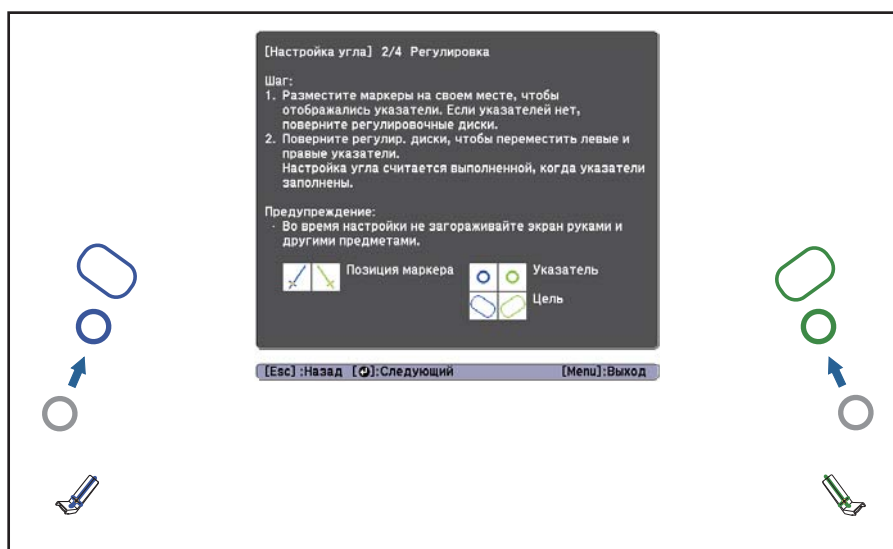 [Настройка угла] 2/4 Регулировка
Шаг:
1. Разместите маркеры на своем месте, чтобы
отображались указатели. Если указателей нет,
поверните регулировочные диски.
2. Поверните регулир. диски, чтобы переместить левые и
правые указатели.
Настройка угла считается выполненной, когда указатели
заполнены.
Предупреждение:
· Во время настройки не загораживайте экран руками и
другими предметами.
Позиция маркера
Указатель
Цель
[Esc] :Назад [↵]:Следующий [Menu]:Выход